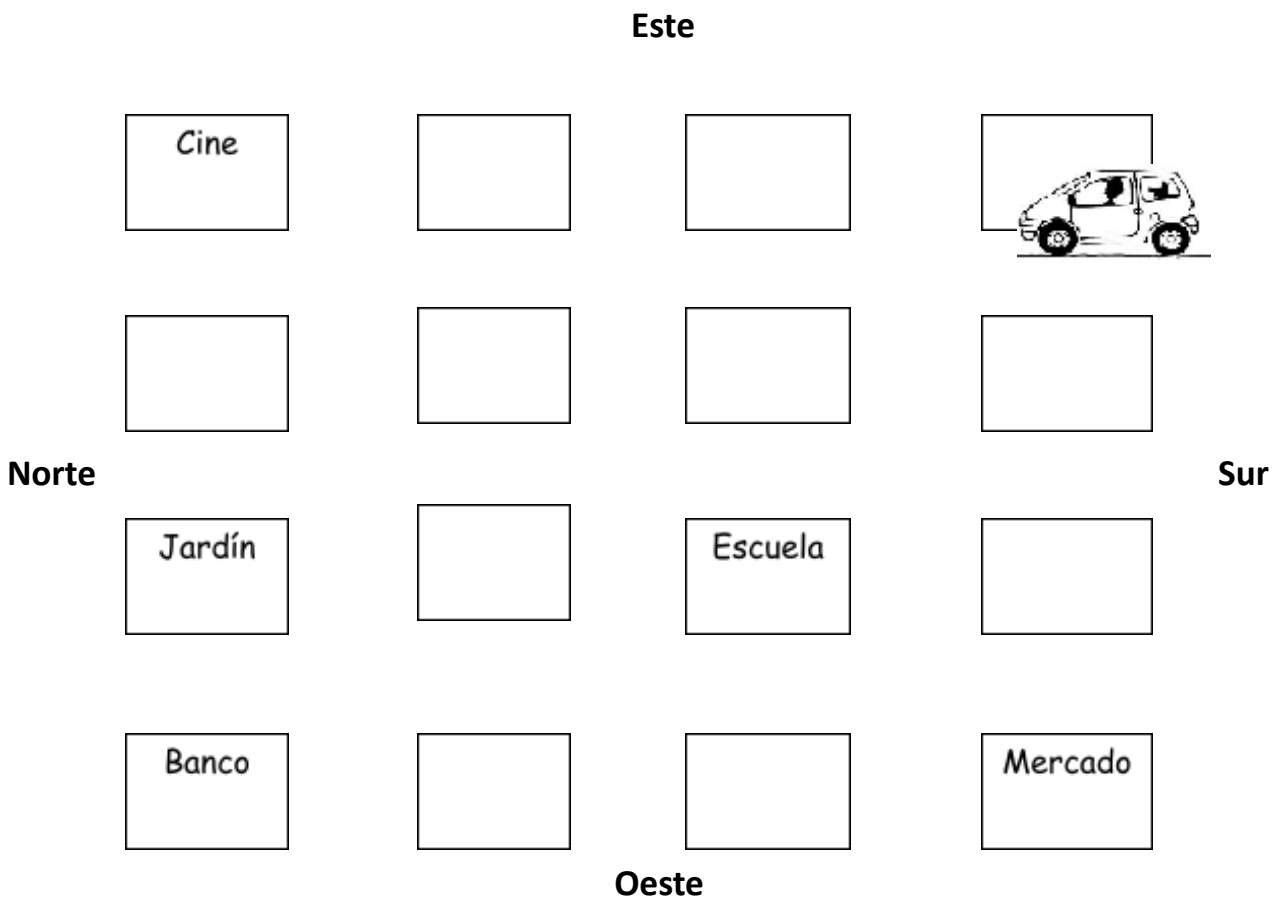 Este
Cine
Norte
Sur
Jardín
Escuela
Banco
Mercado
Oeste